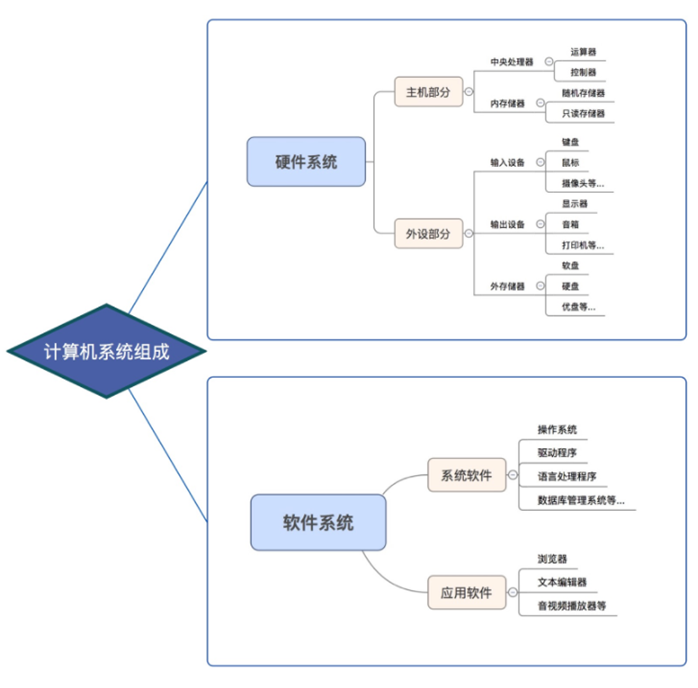 计算机系统组成
硬件系统
主机部分
中央处理器
运算器
控制器
内存储器
随机存储器
只读存储器
外设部分
输入设备
键盘
鼠标
摄像头等...
输出设备
显示器
音箱
打印机等...
外存储器
软盘
硬盘
优盘等...
软件系统
系统软件
操作系统
驱动程序
语言处理程序
数据库管理系统等...
应用软件
浏览器
文本编辑器
音视频播放器等